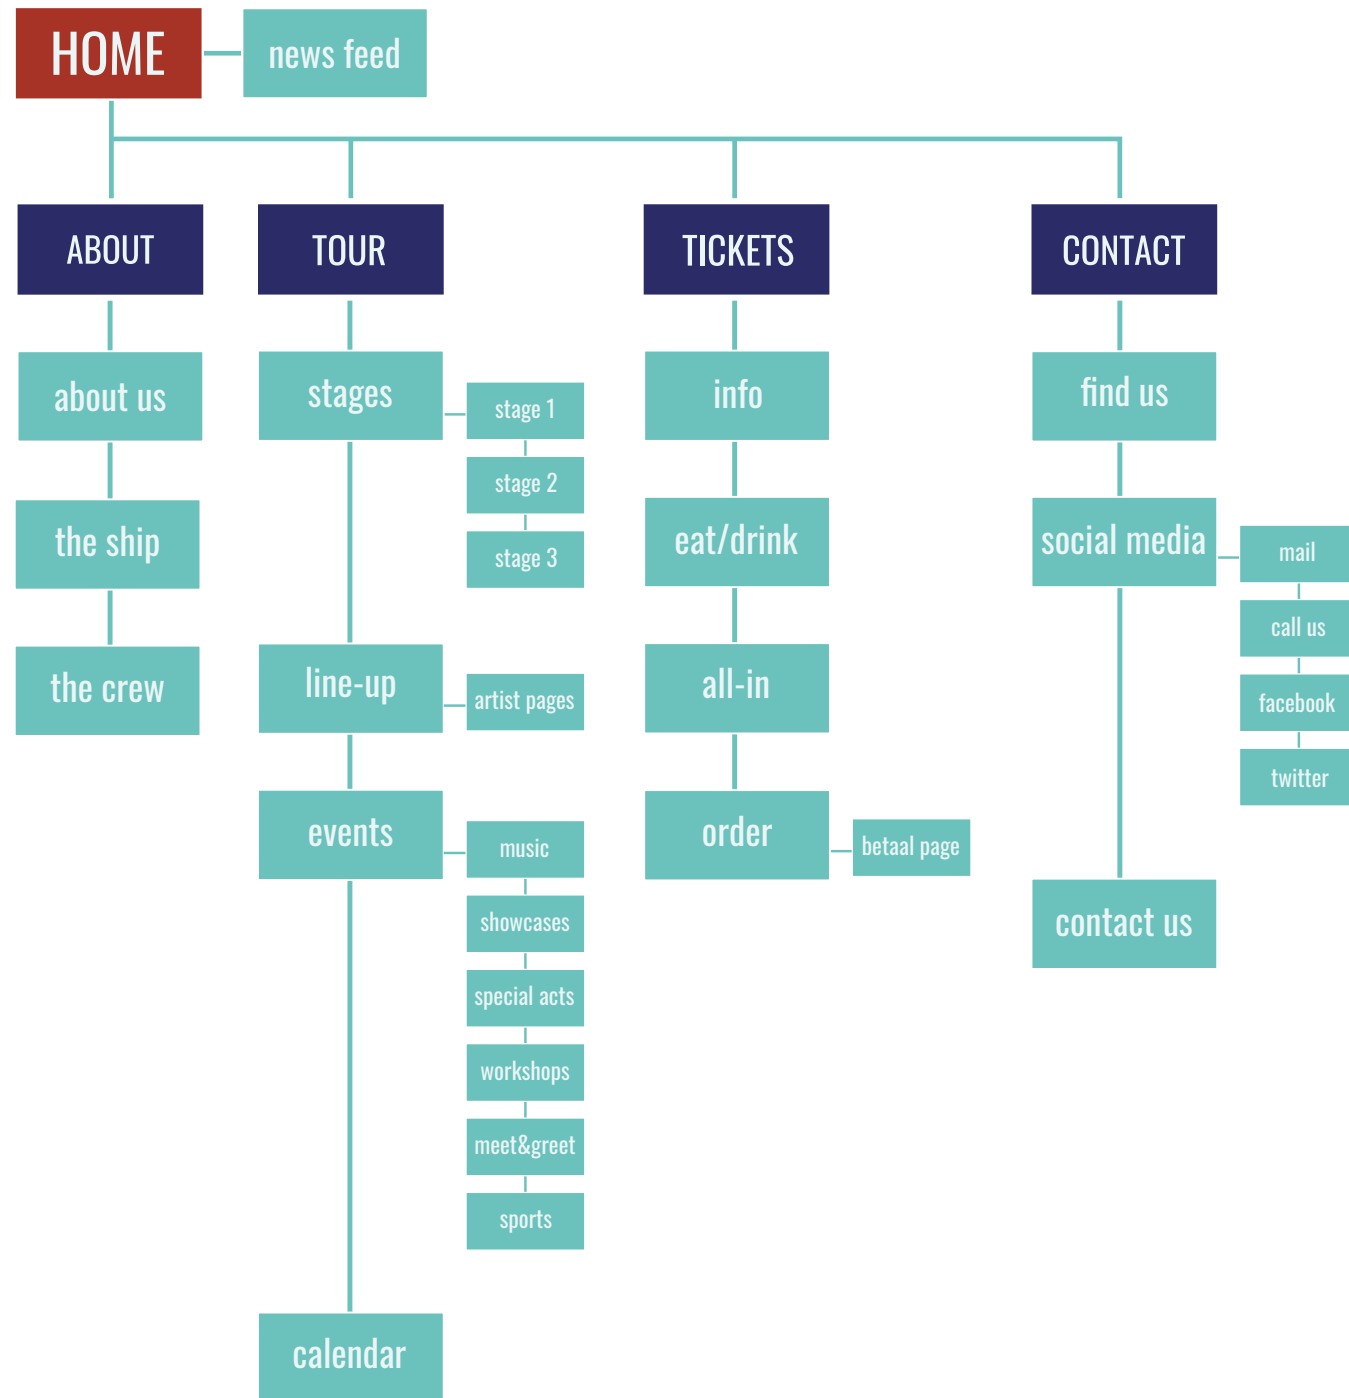 HOME
news feed
ABOUT
TOUR
TICKETS
CONTACT
about us
the ship
the crew
stages
stage 1
stage 2
stage 3
line-up
artist pages
events
music
showcases
special acts
workshops
meet&greet
sports
calendar
info
eat/drink
all-in
order
betaal page
find us
social media
mail
call us
facebook
twitter
contact us